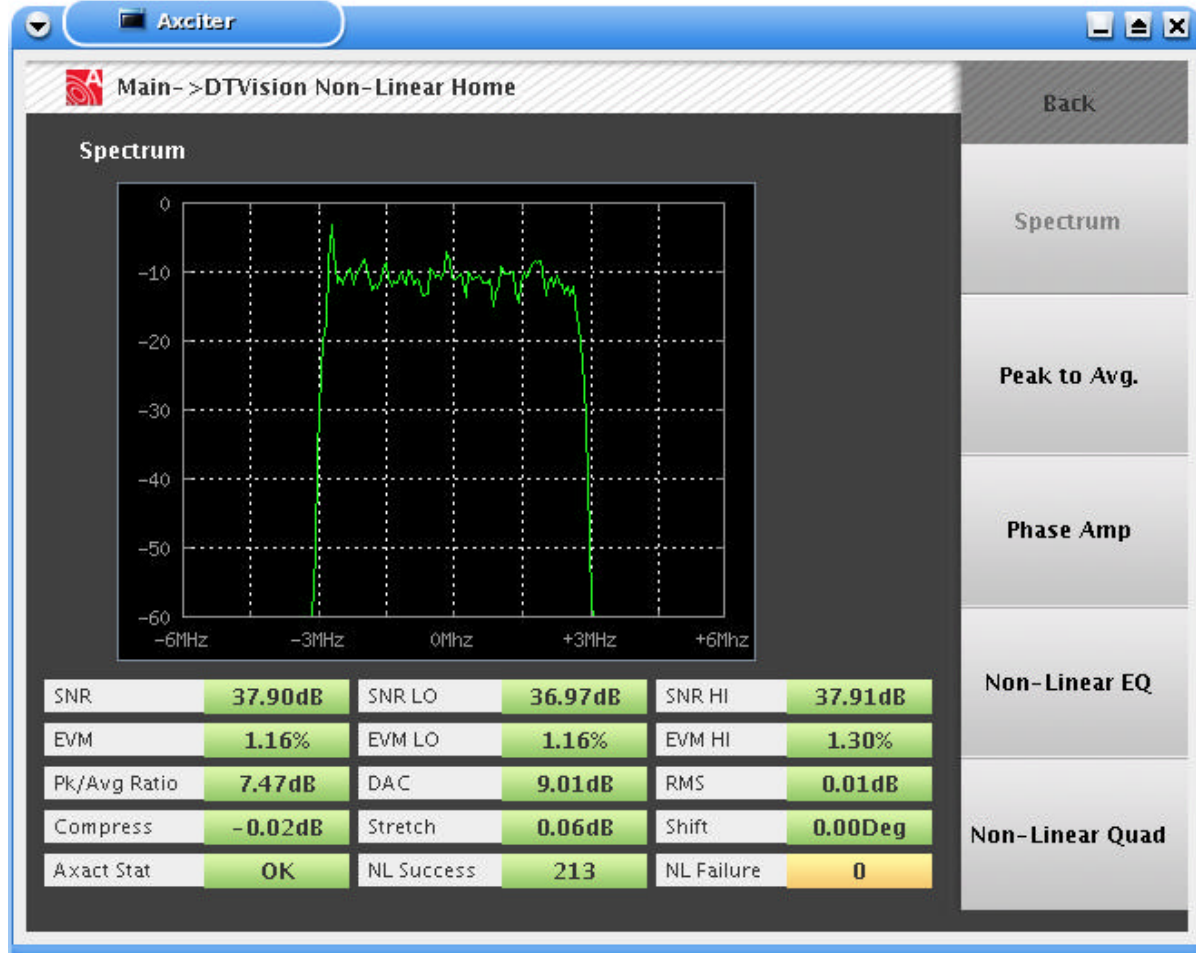 Axciter
A
Main->DTVision Non-Linear Home
Back
Spectrum
0
-10
-20
-30
-40
-50
-60
-6MHz -3MHz 0Mhz +3MHz +6Mhz
SNR 37.90dB SNR LO 36.97dB SNR HI 37.91dB
EVM 1.16% EVM LO 1.16% EVM HI 1.30%
Pk/Avg Ratio 7.47dB DAC 9.01dB RMS 0.01dB
Compress -0.02dB Stretch 0.06dB Shift 0.00Deg
Axact Stat OK NL Success 213 NL Failure 0
Spectrum
Peak to Avg.
Phase Amp
Non-Linear EQ
Non-Linear Quad